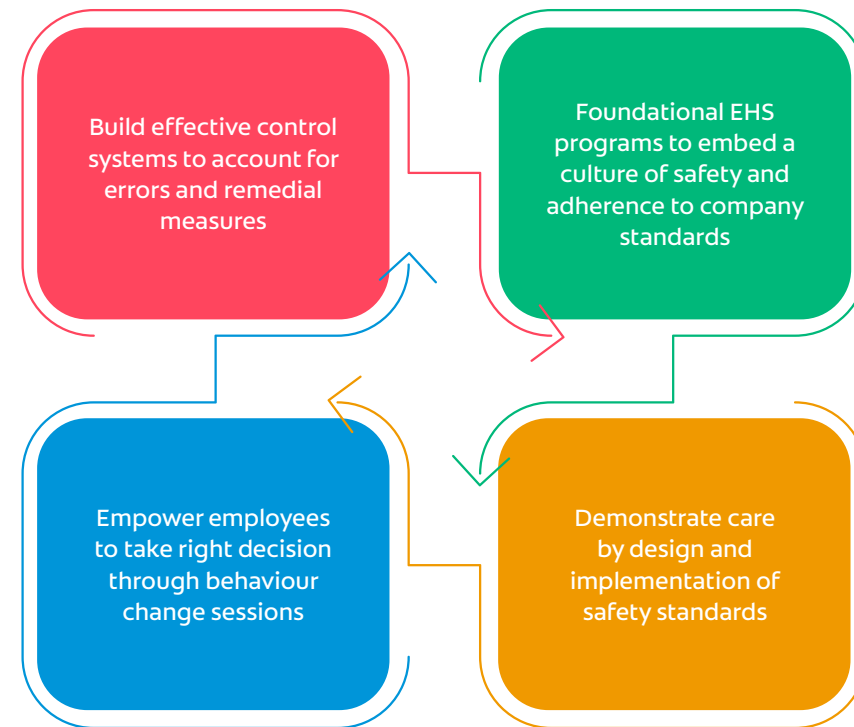 Build effective control
systems to account for
errors and remedial
measures
Foundational EHS
programs to embed a
culture of safety and
adherence to company
standards
Empower employees
to take right decision
through behaviour
change sessions
Demonstrate care
by design and
implementation of
safety standards